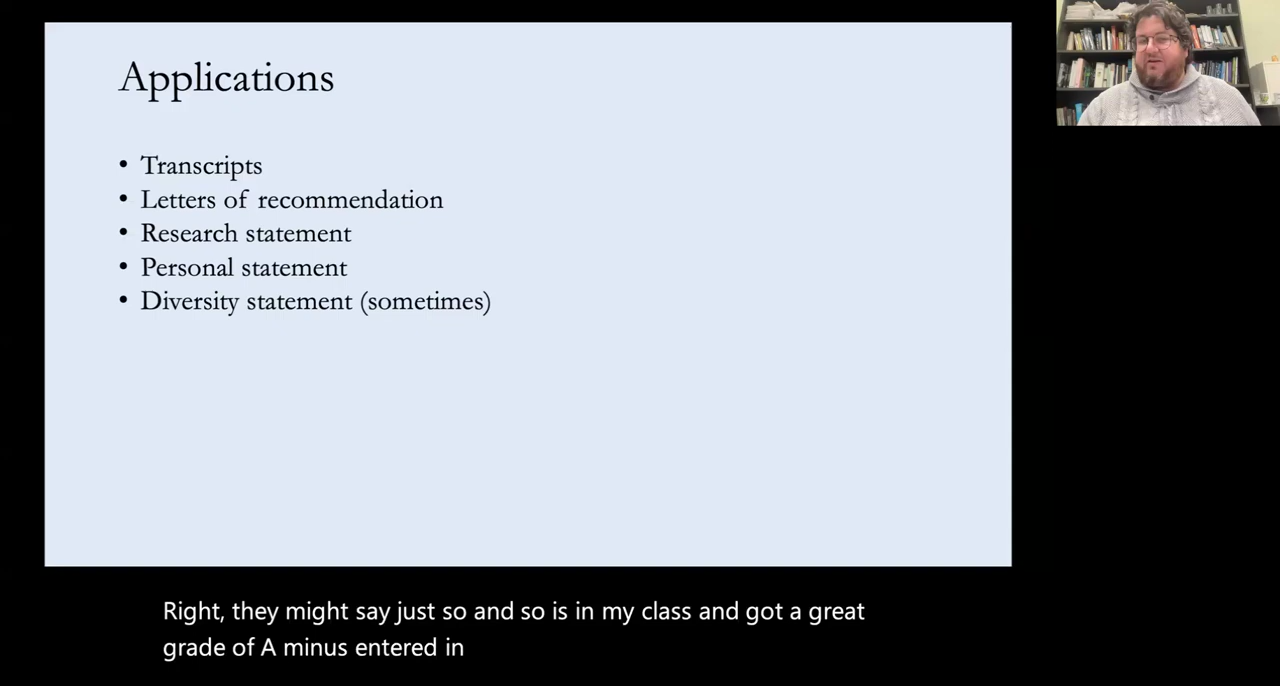 Applications
• Transcripts
• Letters of recommendation
• Research statement
• Personal statement
• Diversity statement (sometimes)
Right, they might say just so and so is in my class and got a great
grade of A minus entered in